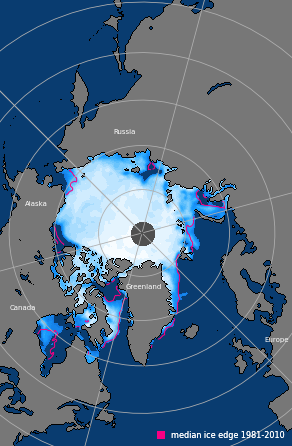 Russia
Alaska
Greenland
Canada
Europe
median ice edge 1981-2010